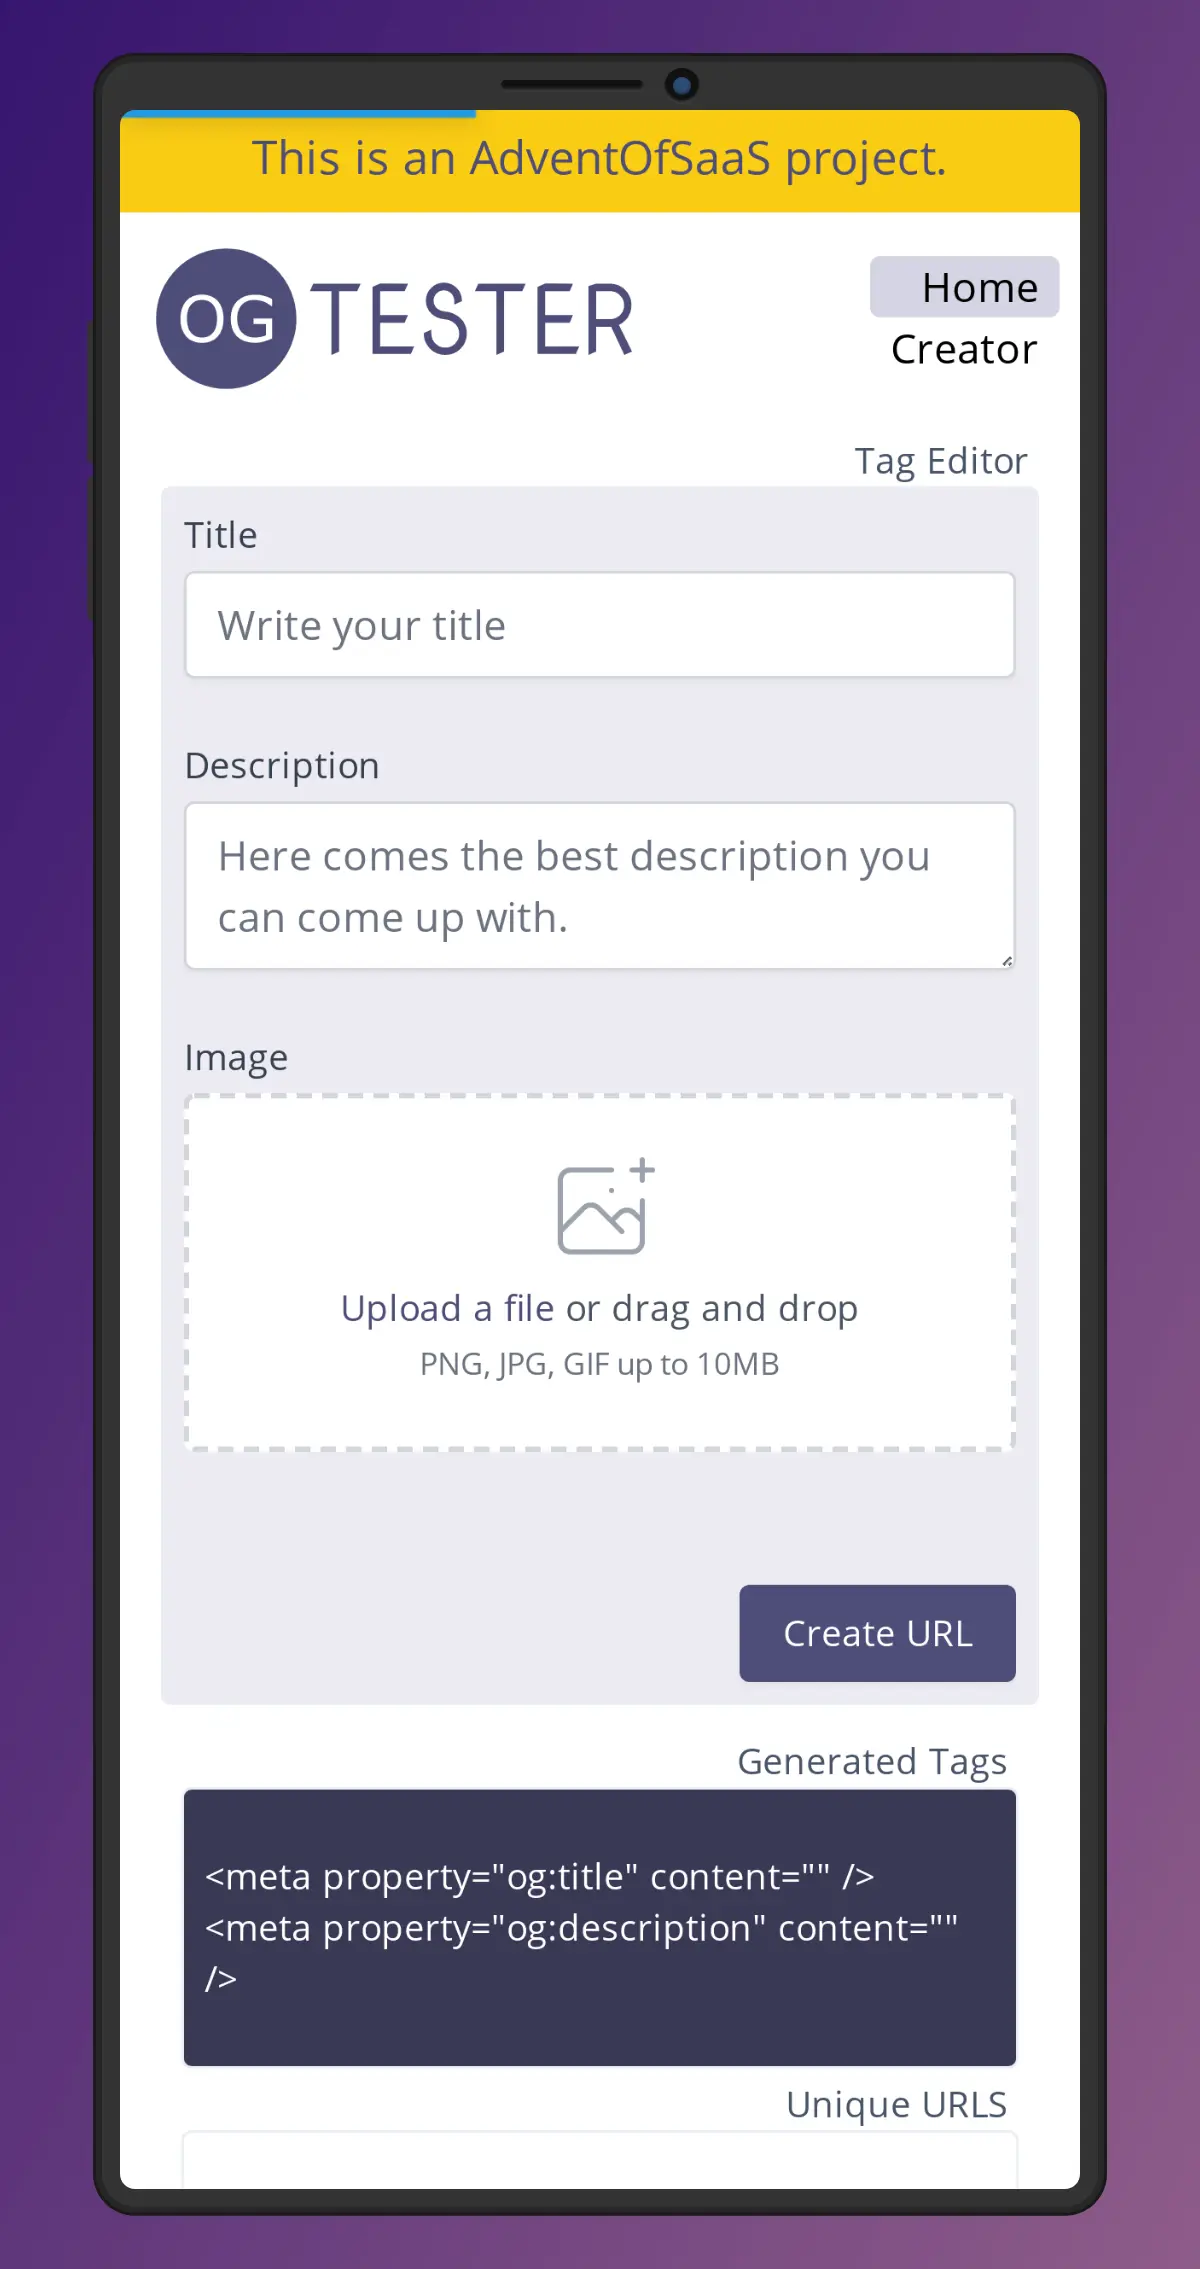 This is an AdventOfSaaS project.
OG TESTER
Home
Creator
Tag Editor
Title
Write your title
Description
Here comes the best description you
can come up with.
Image
Upload a file or drag and drop
PNG, JPG, GIF up to 10MB
Create URL
Generated Tags
<meta property="og:title" content="" />
<meta property="og:description" content=""
/>
Unique URLS